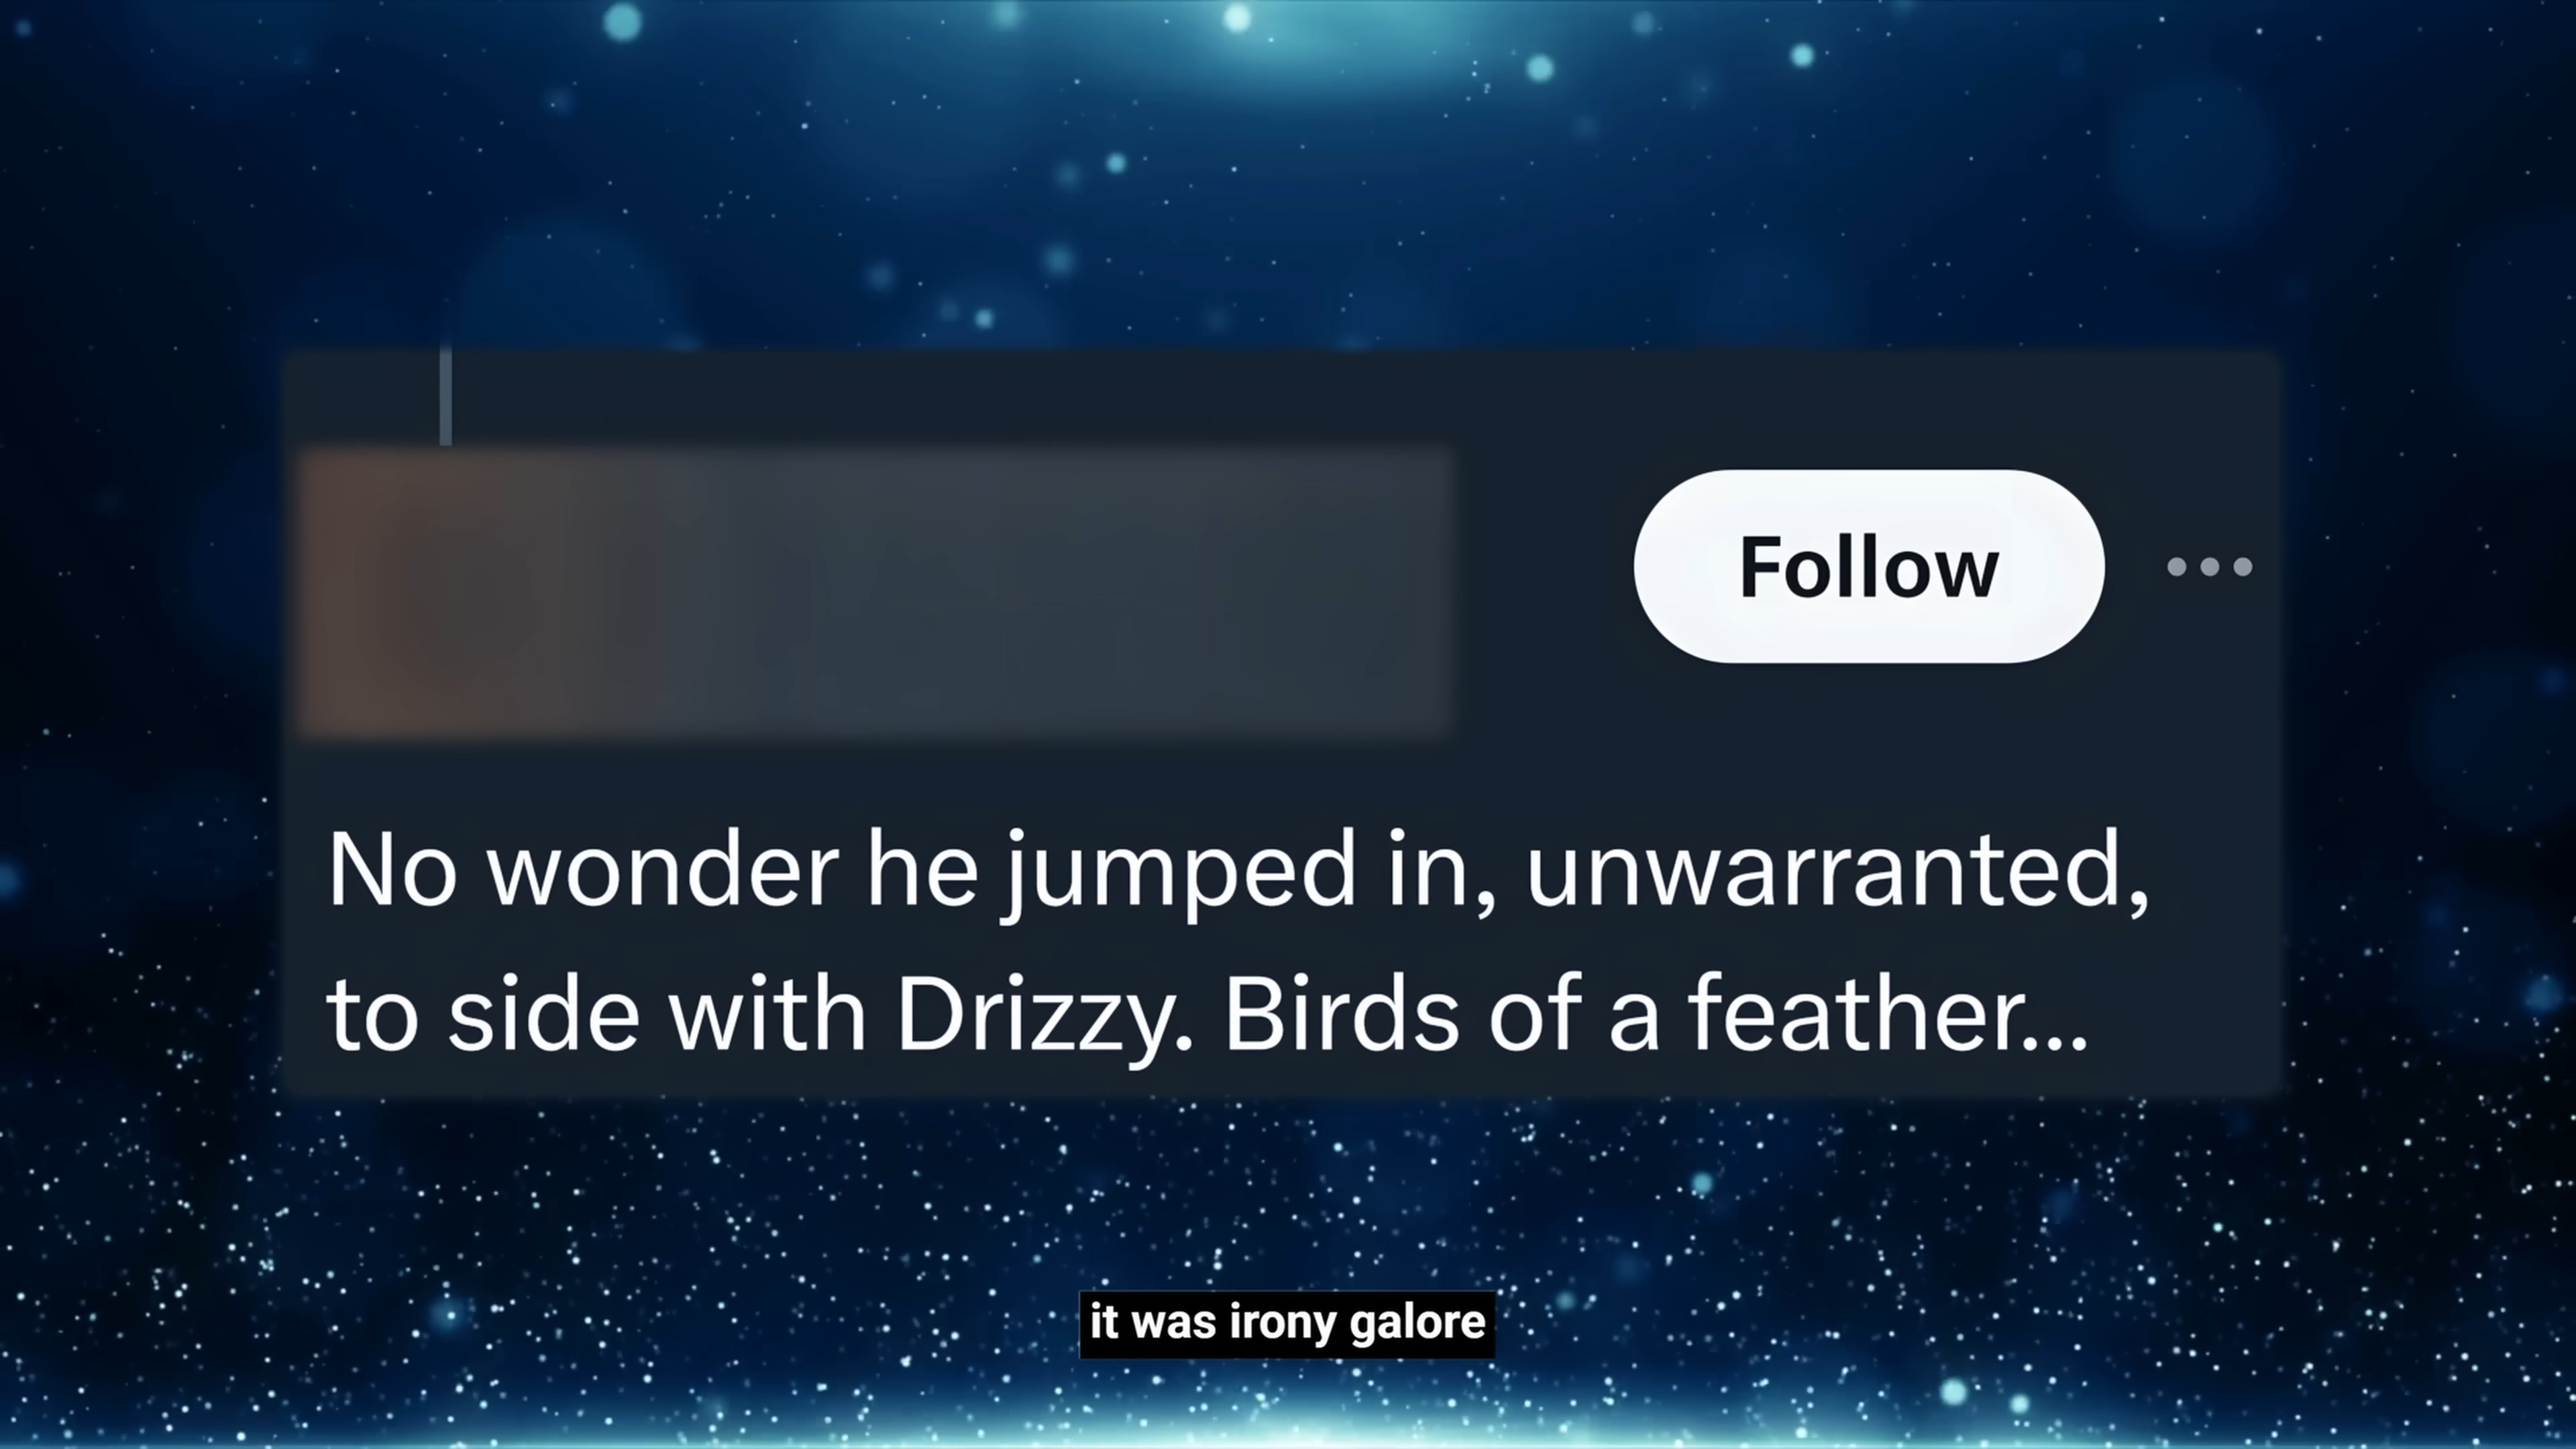 Follow
No wonder he jumped in, unwarranted,
to side with Drizzy. Birds of a feather...
it was irony galore